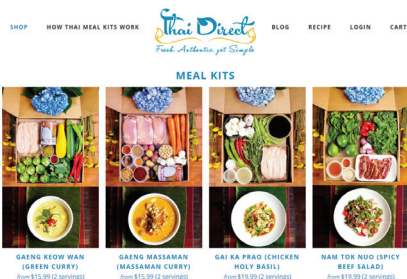 SHOP
HOW THAI MEAL KITS WORK
Thai Direct
Fresh. Authentic. yet Simple
BLOG
RECIPE
LOGIN
CART
MEAL KITS
GAENG KEOW WAN
(GREEN CURRY)
from $15.99 (2 servings)
GAENG MASSAMAN
(MASSAMAN CURRY)
from $15.99 (2 servings)
GAI KA PRAO (CHICKEN
HOLY BASIL)
from $19.99 (2 servings)
NAM TOK NUO (SPICY
BEEF SALAD)
from $19.99 (2 servings)